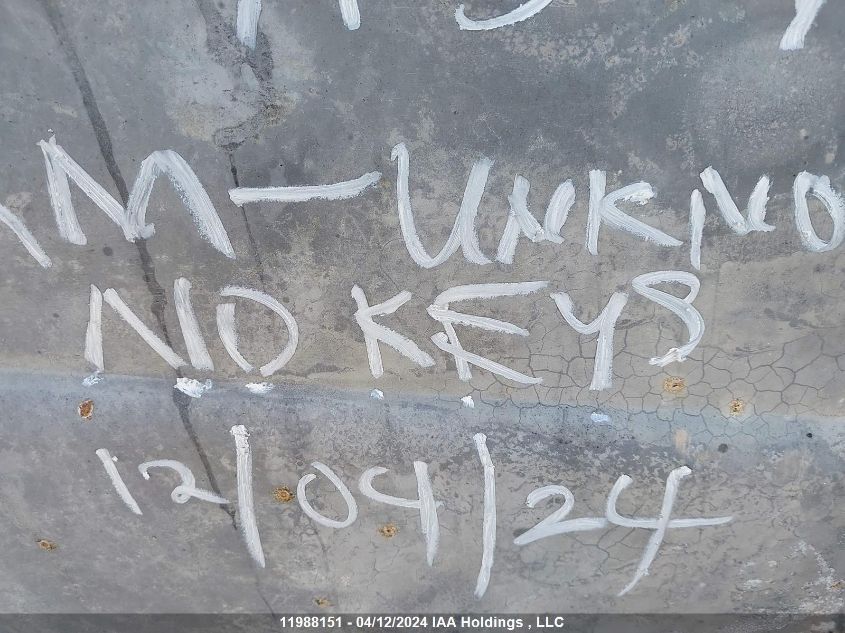 M - UNKNO
NO KEYS
12/04/24
11988151 - 04/12/2024 IAA Holdings , LLC